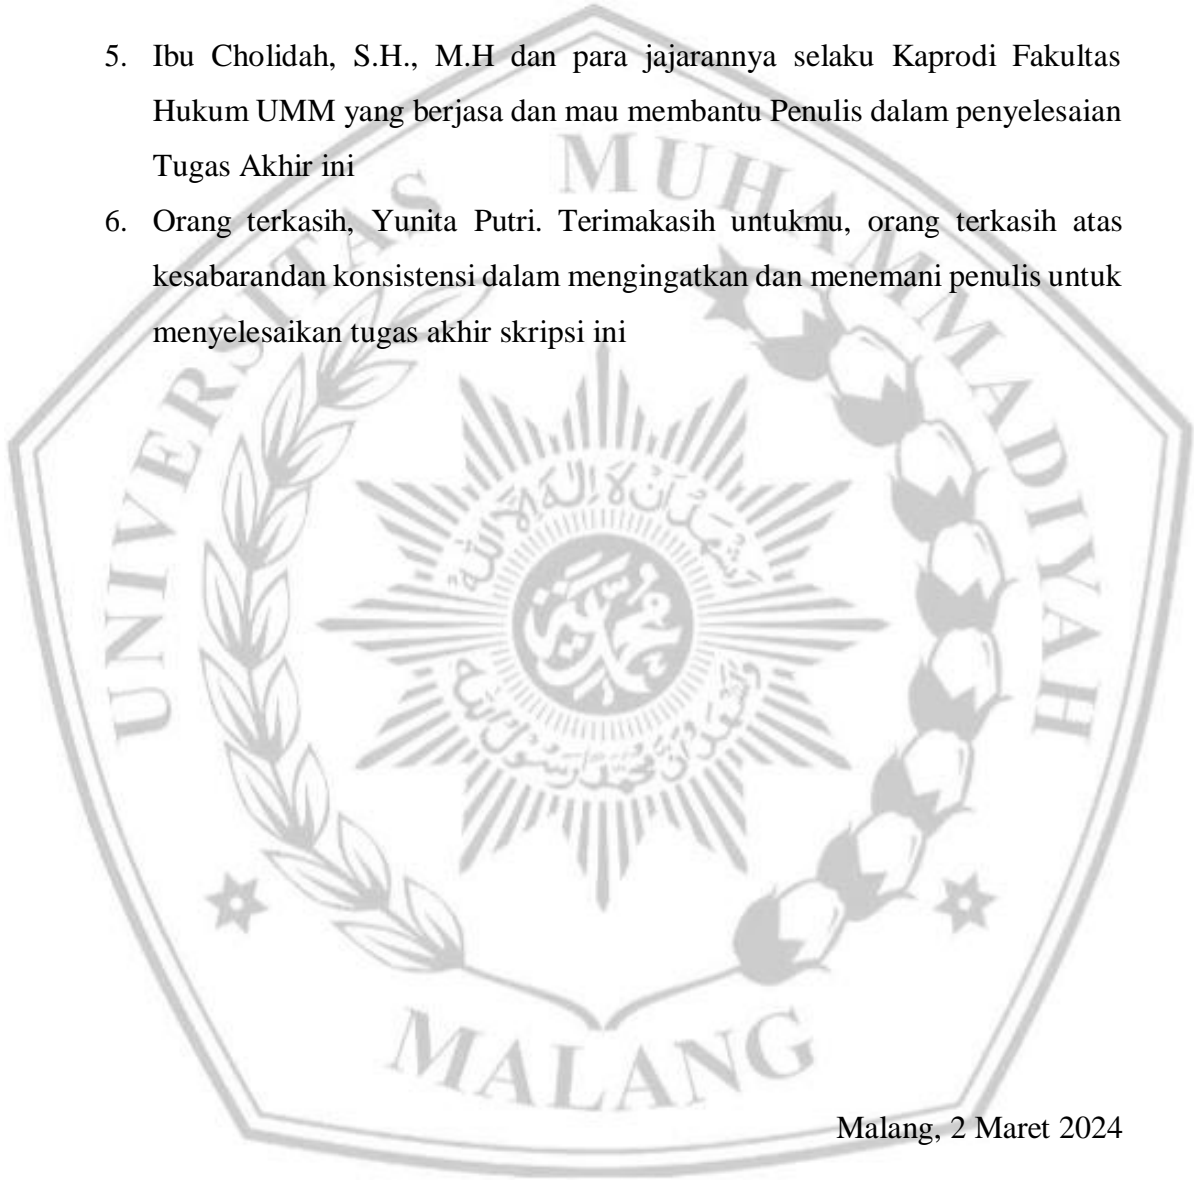 5. Ibu Cholidah, S.H., M.H dan para jajarannya selaku Kaprodi Fakultas
Hukum UMM yang berjasa dan mau membantu Penulis dalam penyelesaian
Tugas Akhir ini
6. Orang terkasih, Yunita Putri. Terimakasih untukmu, orang terkasih atas
kesabarandan konsistensi dalam mengingatkan dan menemani penulis untuk
menyelesaikan tugas akhir skripsi ini
UNIVERSITAS MUHAMMADIYAH
MALANG
Malang, 2 Maret 2024